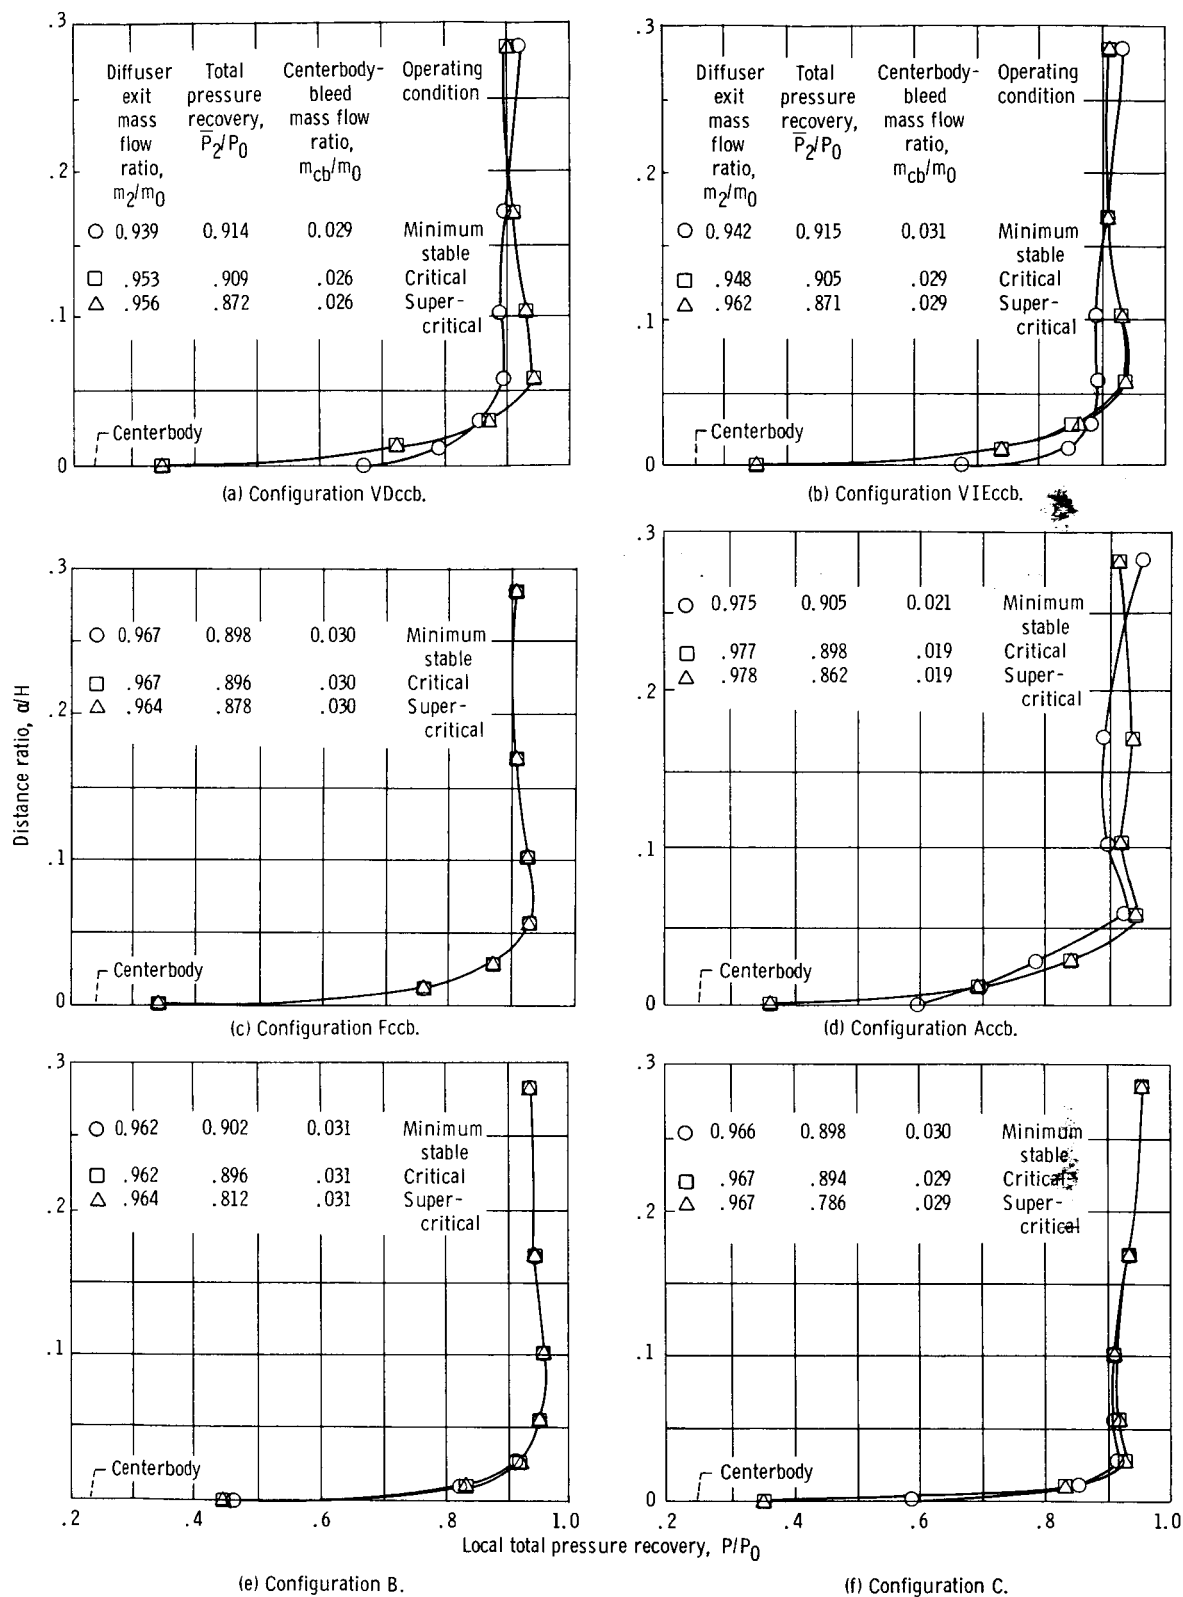 .3
Diffuser exit mass flow ratio, m2/m0
Total pressure recovery, P̅2/P0
Centerbody-bleed mass flow ratio, mcb/m0
Operating condition
○ 0.939 0.914 0.029 Minimum stable
□ .953 .909 .026 Critical
△ .956 .872 .026 Super-critical
.2
.1
0
Centerbody
(a) Configuration VDccb.
.3
Diffuser exit mass flow ratio, m2/m0
Total pressure recovery, P̅2/P0
Centerbody-bleed mass flow ratio, mcb/m0
Operating condition
○ 0.942 0.915 0.031 Minimum stable
□ .948 .905 .029 Critical
△ .962 .871 .029 Super-critical
.2
.1
0
Centerbody
(b) Configuration VIEccb.
Distance ratio, α/H
.3
○ 0.967 0.898 0.030 Minimum stable
□ .967 .896 .030 Critical
△ .964 .878 .030 Super-critical
.2
.1
0
Centerbody
(c) Configuration Fccb.
.3
○ 0.975 0.905 0.021 Minimum stable
□ .977 .898 .019 Critical
△ .978 .862 .019 Super-critical
.2
.1
0
Centerbody
(d) Configuration Accb.
.3
○ 0.962 0.902 0.031 Minimum stable
□ .962 .896 .031 Critical
△ .964 .812 .031 Super-critical
.2
.1
0
Centerbody
.2 .4 .6 .8 1.0
(e) Configuration B.
.3
○ 0.966 0.898 0.030 Minimum stable
□ .967 .894 .029 Critical
△ .967 .786 .029 Super-critical
.2
.1
0
Centerbody
.2 .4 .6 .8 1.0
Local total pressure recovery, P/P0
(f) Configuration C.